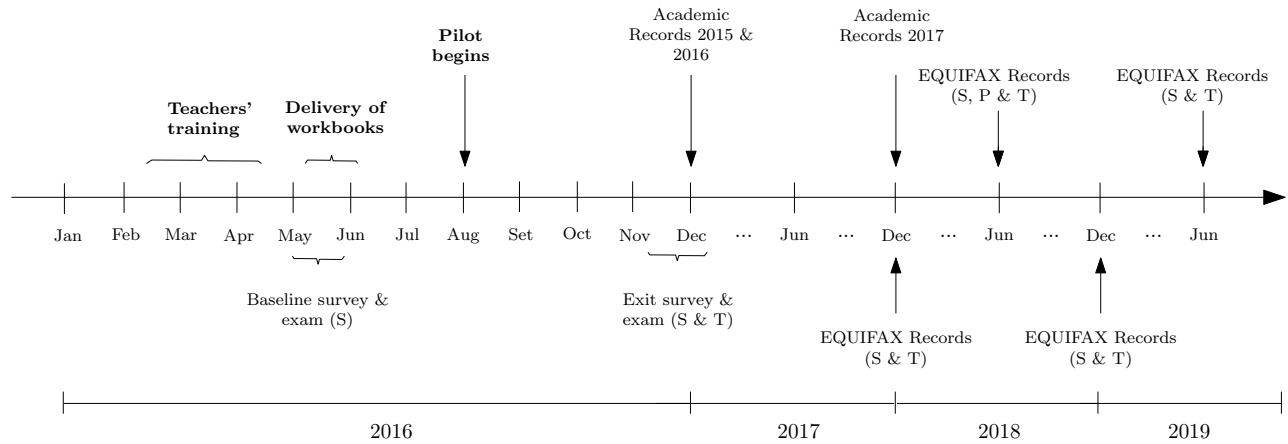 Academic
Records 2015 &
2016
Academic
Records 2017
Pilot
begins
EQUIFAX Records
(S, P & T)
EQUIFAX Records
(S & T)
Teachers'
training
Delivery of
workbooks
Jan Feb Mar Apr May Jun Jul Aug Set Oct Nov Dec ... Jun ... Dec ... Jun ... Dec ... Jun
Baseline survey &
exam (S)
Exit survey &
exam (S & T)
EQUIFAX Records
(S & T)
EQUIFAX Records
(S & T)
2016 2017 2018 2019